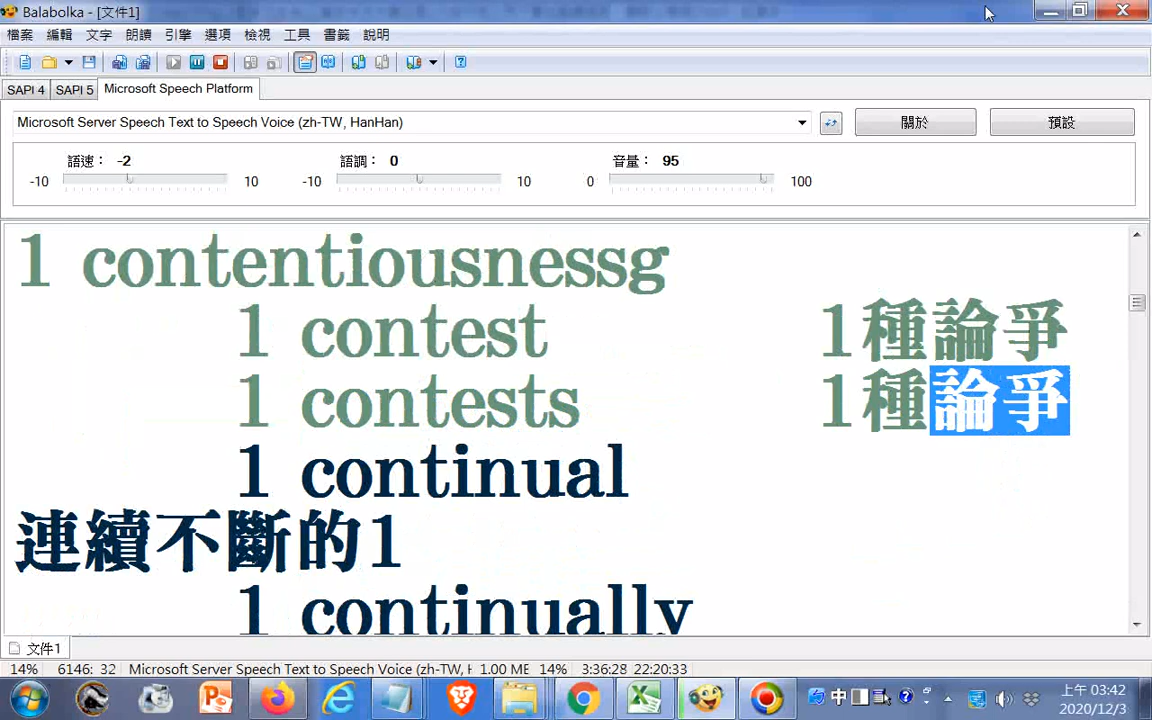 Balabolka - [文件1]
檔案 編輯 文字 朗讀 引擎 選項 檢視 工具 書籤 說明
SAPI 4 SAPI 5 Microsoft Speech Platform
Microsoft Server Speech Text to Speech Voice (zh-TW, HanHan) 關於 預設
語速： -2 語調： 0 音量： 95
-10 10 -10 10 0 100
1 contentiousnessg
1 contest 1種論爭
1 contests 1種論爭
1 continual
連續不斷的1
1 continually
文件1
14% 6146: 32 Microsoft Server Speech Text to Speech Voice (zh-TW, H 1.00 ME 14% 3:36:28 22:20:33
中 上午 03:42
2020/12/3